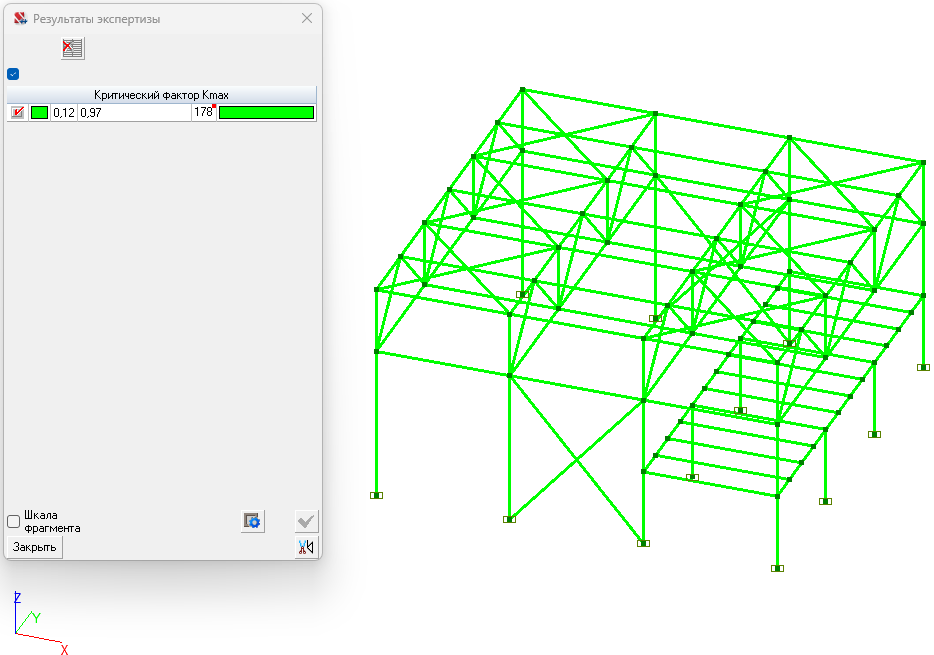 Результаты экспертизы
Критический фактор Kmax
0,12 0,97 178
Шкала
фрагмента
Закрыть
Z
Y
X